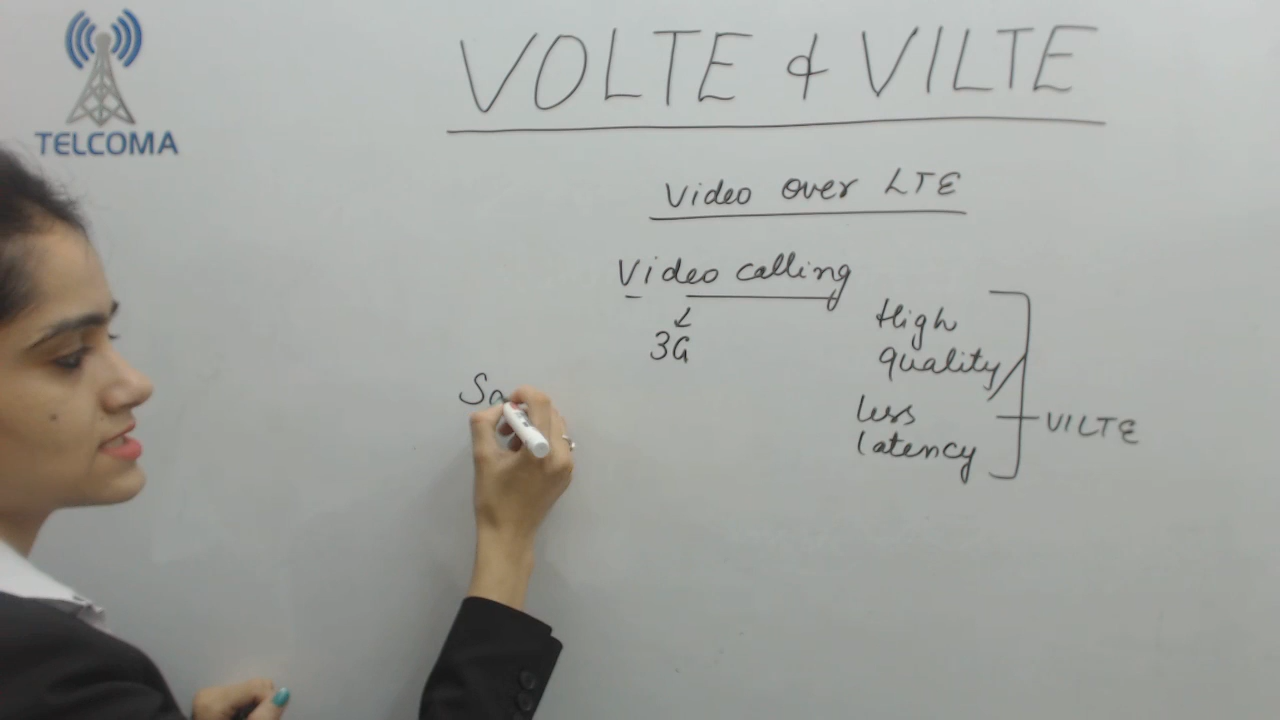 TELCOMA
VOLTE & VILTE
Video over LTE
Video calling
3G
High
quality
less
latency
VILTE